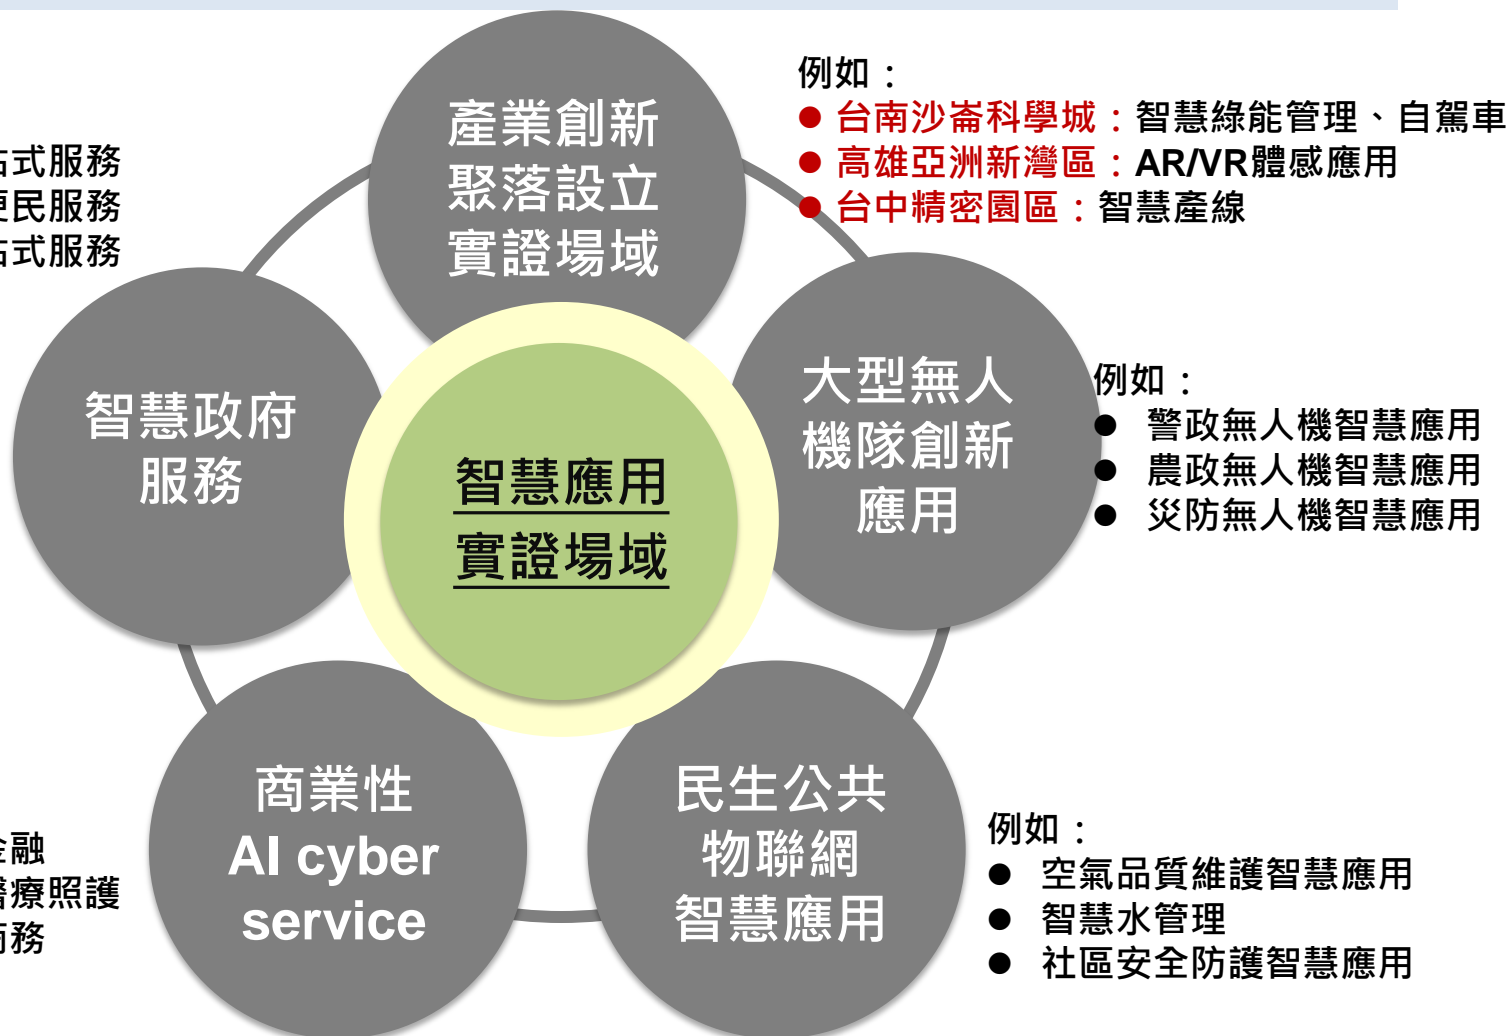 產業創新
聚落設立
實證場域
例如：
● 台南沙崙科學城：智慧綠能管理、自駕車
● 高雄亞洲新灣區：AR/VR體感應用
● 台中精密園區：智慧產線
站式服務
便民服務
站式服務
智慧政府
服務
智慧應用
實證場域
大型無人
機隊創新
應用
例如：
● 警政無人機智慧應用
● 農政無人機智慧應用
● 災防無人機智慧應用
商業性
AI cyber
service
金融
醫療照護
商務
民生公共
物聯網
智慧應用
例如：
● 空氣品質維護智慧應用
● 智慧水管理
● 社區安全防護智慧應用